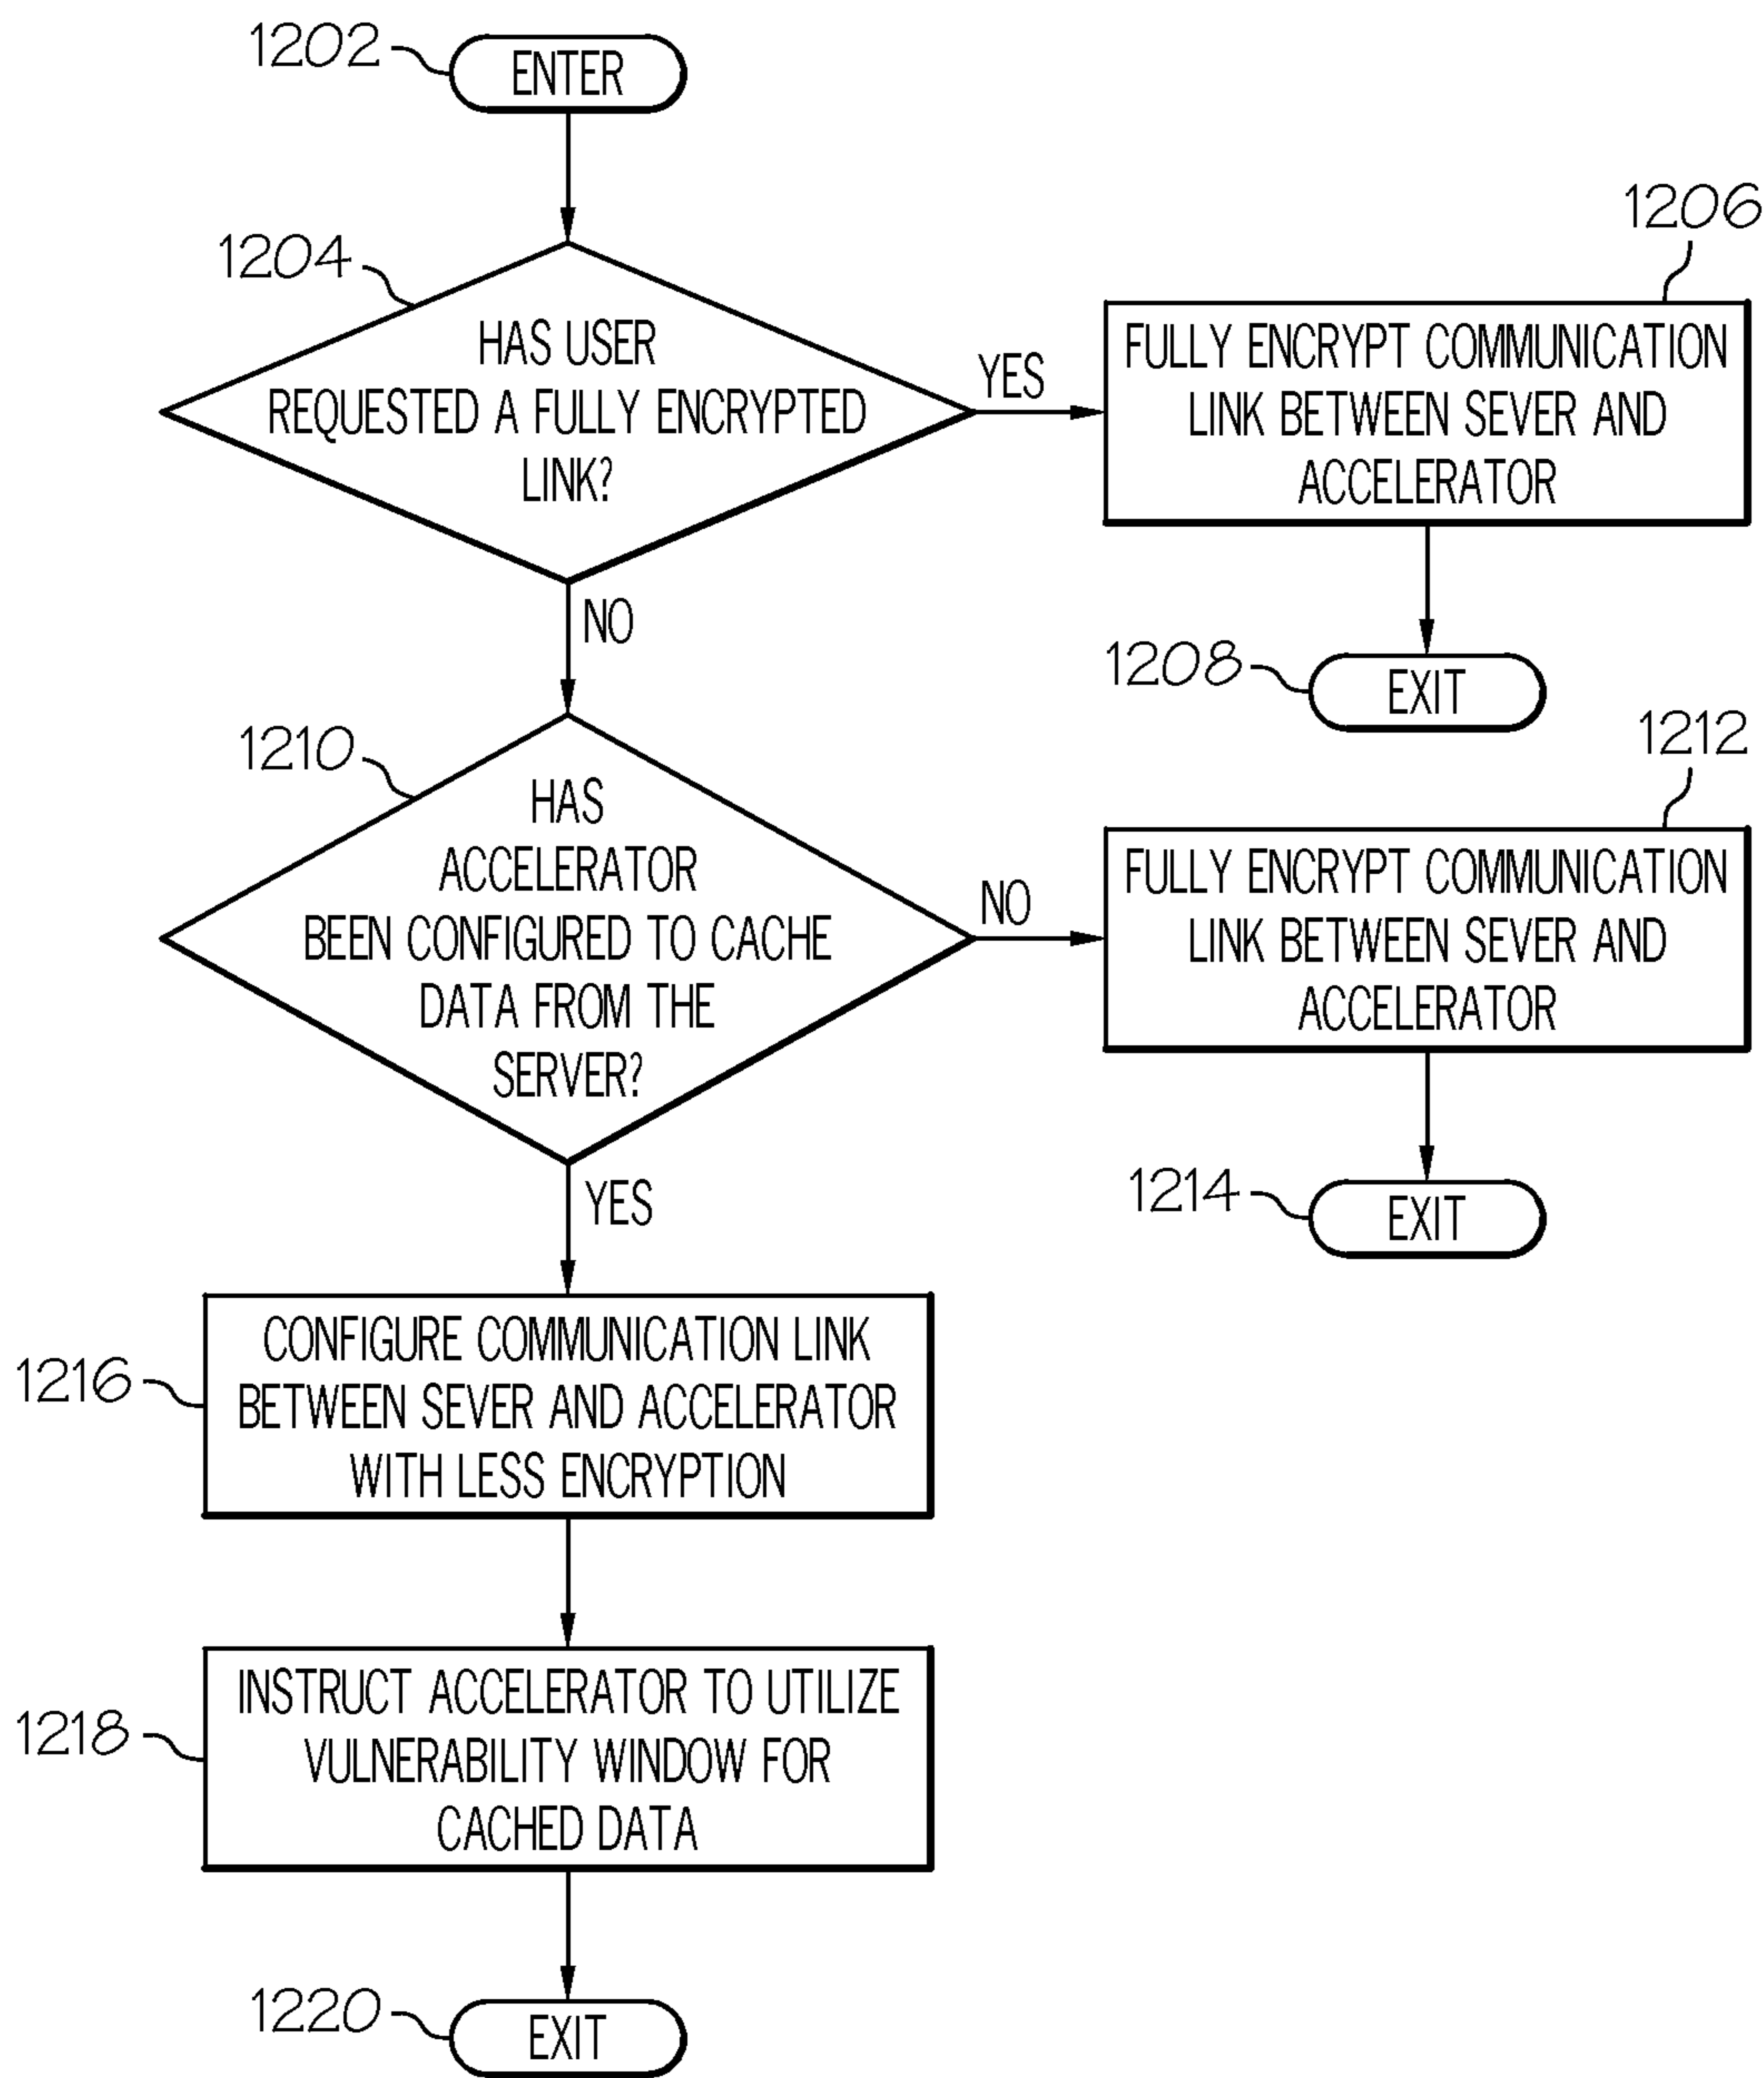 1202
ENTER
1204
HAS USER
REQUESTED A FULLY ENCRYPTED
LINK?
YES
1206
FULLY ENCRYPT COMMUNICATION
LINK BETWEEN SEVER AND
ACCELERATOR
1208
EXIT
NO
1210
HAS
ACCELERATOR
BEEN CONFIGURED TO CACHE
DATA FROM THE
SERVER?
NO
1212
FULLY ENCRYPT COMMUNICATION
LINK BETWEEN SEVER AND
ACCELERATOR
1214
EXIT
YES
1216
CONFIGURE COMMUNICATION LINK
BETWEEN SEVER AND ACCELERATOR
WITH LESS ENCRYPTION
1218
INSTRUCT ACCELERATOR TO UTILIZE
VULNERABILITY WINDOW FOR
CACHED DATA
1220
EXIT